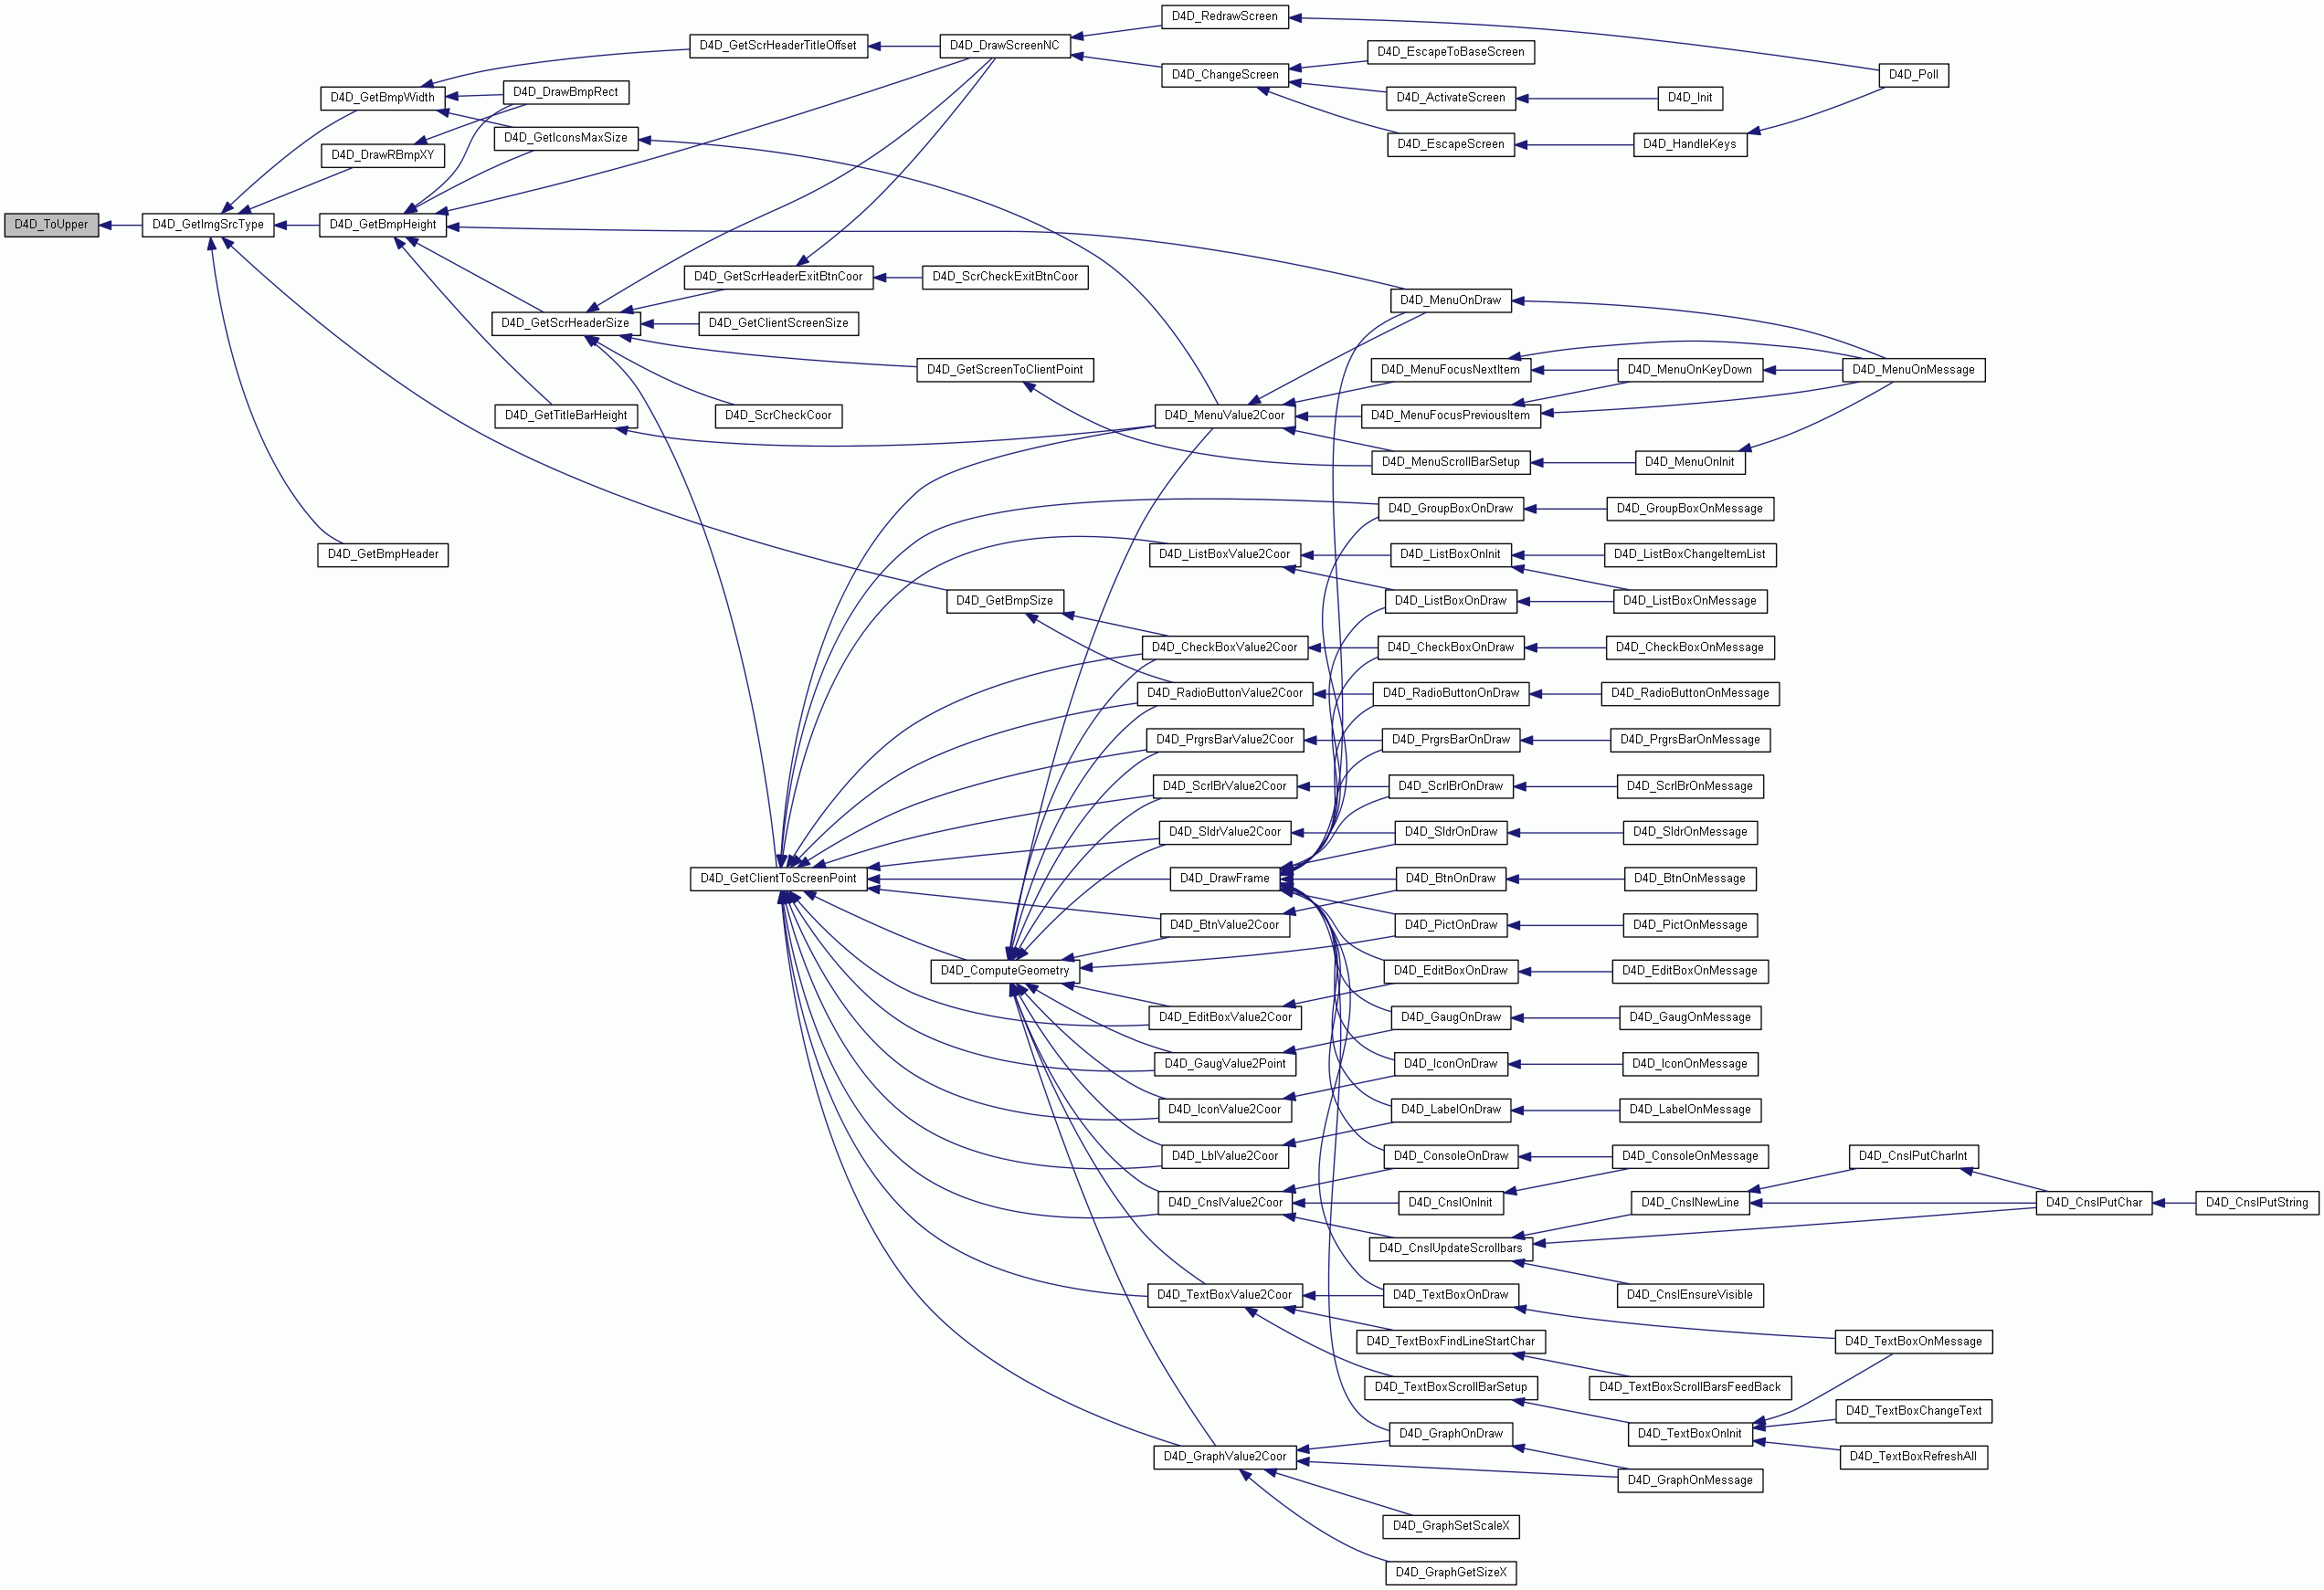 D4D_ToUpper
D4D_GetImgSrcType
D4D_GetBmpWidth
D4D_DrawRBmpXY
D4D_GetBmpHeight
D4D_GetBmpHeader
D4D_GetScrHeaderTitleOffset
D4D_DrawBmpRect
D4D_GetIconsMaxSize
D4D_GetScrHeaderSize
D4D_GetTitleBarHeight
D4D_GetScrHeaderExitBtnCoor
D4D_GetClientScreenSize
D4D_ScrCheckCoor
D4D_GetClientToScreenPoint
D4D_DrawScreenNC
D4D_ScrCheckExitBtnCoor
D4D_GetScreenToClientPoint
D4D_GetBmpSize
D4D_ComputeGeometry
D4D_RedrawScreen
D4D_ChangeScreen
D4D_MenuValue2Coor
D4D_ListBoxValue2Coor
D4D_CheckBoxValue2Coor
D4D_RadioButtonValue2Coor
D4D_PrgrsBarValue2Coor
D4D_ScrlBrValue2Coor
D4D_SldrValue2Coor
D4D_DrawFrame
D4D_BtnValue2Coor
D4D_EditBoxValue2Coor
D4D_GaugValue2Point
D4D_IconValue2Coor
D4D_LblValue2Coor
D4D_CnslValue2Coor
D4D_TextBoxValue2Coor
D4D_GraphValue2Coor
D4D_EscapeToBaseScreen
D4D_ActivateScreen
D4D_EscapeScreen
D4D_MenuOnDraw
D4D_MenuFocusNextItem
D4D_MenuFocusPreviousItem
D4D_MenuScrollBarSetup
D4D_GroupBoxOnDraw
D4D_ListBoxOnInit
D4D_ListBoxOnDraw
D4D_CheckBoxOnDraw
D4D_RadioButtonOnDraw
D4D_PrgrsBarOnDraw
D4D_ScrlBrOnDraw
D4D_SldrOnDraw
D4D_BtnOnDraw
D4D_PictOnDraw
D4D_EditBoxOnDraw
D4D_GaugOnDraw
D4D_IconOnDraw
D4D_LabelOnDraw
D4D_ConsoleOnDraw
D4D_CnslOnInit
D4D_CnslUpdateScrollbars
D4D_TextBoxOnDraw
D4D_TextBoxFindLineStartChar
D4D_TextBoxScrollBarSetup
D4D_GraphOnDraw
D4D_GraphSetScaleX
D4D_GraphGetSizeX
D4D_Init
D4D_HandleKeys
D4D_MenuOnKeyDown
D4D_MenuOnInit
D4D_GroupBoxOnMessage
D4D_ListBoxChangeItemList
D4D_ListBoxOnMessage
D4D_CheckBoxOnMessage
D4D_RadioButtonOnMessage
D4D_PrgrsBarOnMessage
D4D_ScrlBrOnMessage
D4D_SldrOnMessage
D4D_BtnOnMessage
D4D_PictOnMessage
D4D_EditBoxOnMessage
D4D_GaugOnMessage
D4D_IconOnMessage
D4D_LabelOnMessage
D4D_ConsoleOnMessage
D4D_CnslNewLine
D4D_CnslEnsureVisible
D4D_TextBoxScrollBarsFeedBack
D4D_TextBoxOnInit
D4D_GraphOnMessage
D4D_Poll
D4D_MenuOnMessage
D4D_CnslPutCharInt
D4D_TextBoxOnMessage
D4D_TextBoxChangeText
D4D_TextBoxRefreshAll
D4D_CnslPutChar
D4D_CnslPutString